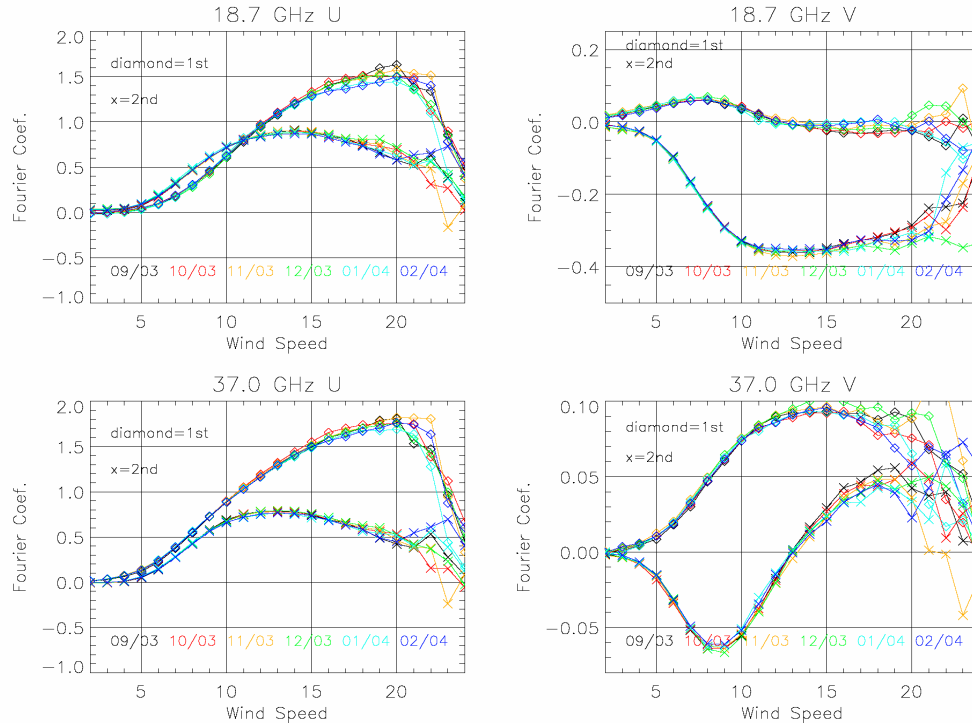 18.7 GHz U
2.0
1.5
1.0
0.5
0.0
−0.5
−1.0
Fourier Coef.
diamond=1st
x=2nd
09/03 10/03 11/03 12/03 01/04 02/04
5 10 15 20
Wind Speed
18.7 GHz V
0.2
0.0
−0.2
−0.4
Fourier Coef.
diamond=1st
x=2nd
09/03 10/03 11/03 12/03 01/04 02/04
5 10 15 20
Wind Speed
37.0 GHz U
2.0
1.5
1.0
0.5
0.0
−0.5
−1.0
Fourier Coef.
diamond=1st
x=2nd
09/03 10/03 11/03 12/03 01/04 02/04
5 10 15 20
Wind Speed
37.0 GHz V
0.10
0.05
0.00
−0.05
Fourier Coef.
diamond=1st
x=2nd
09/03 10/03 11/03 12/03 01/04 02/04
5 10 15 20
Wind Speed